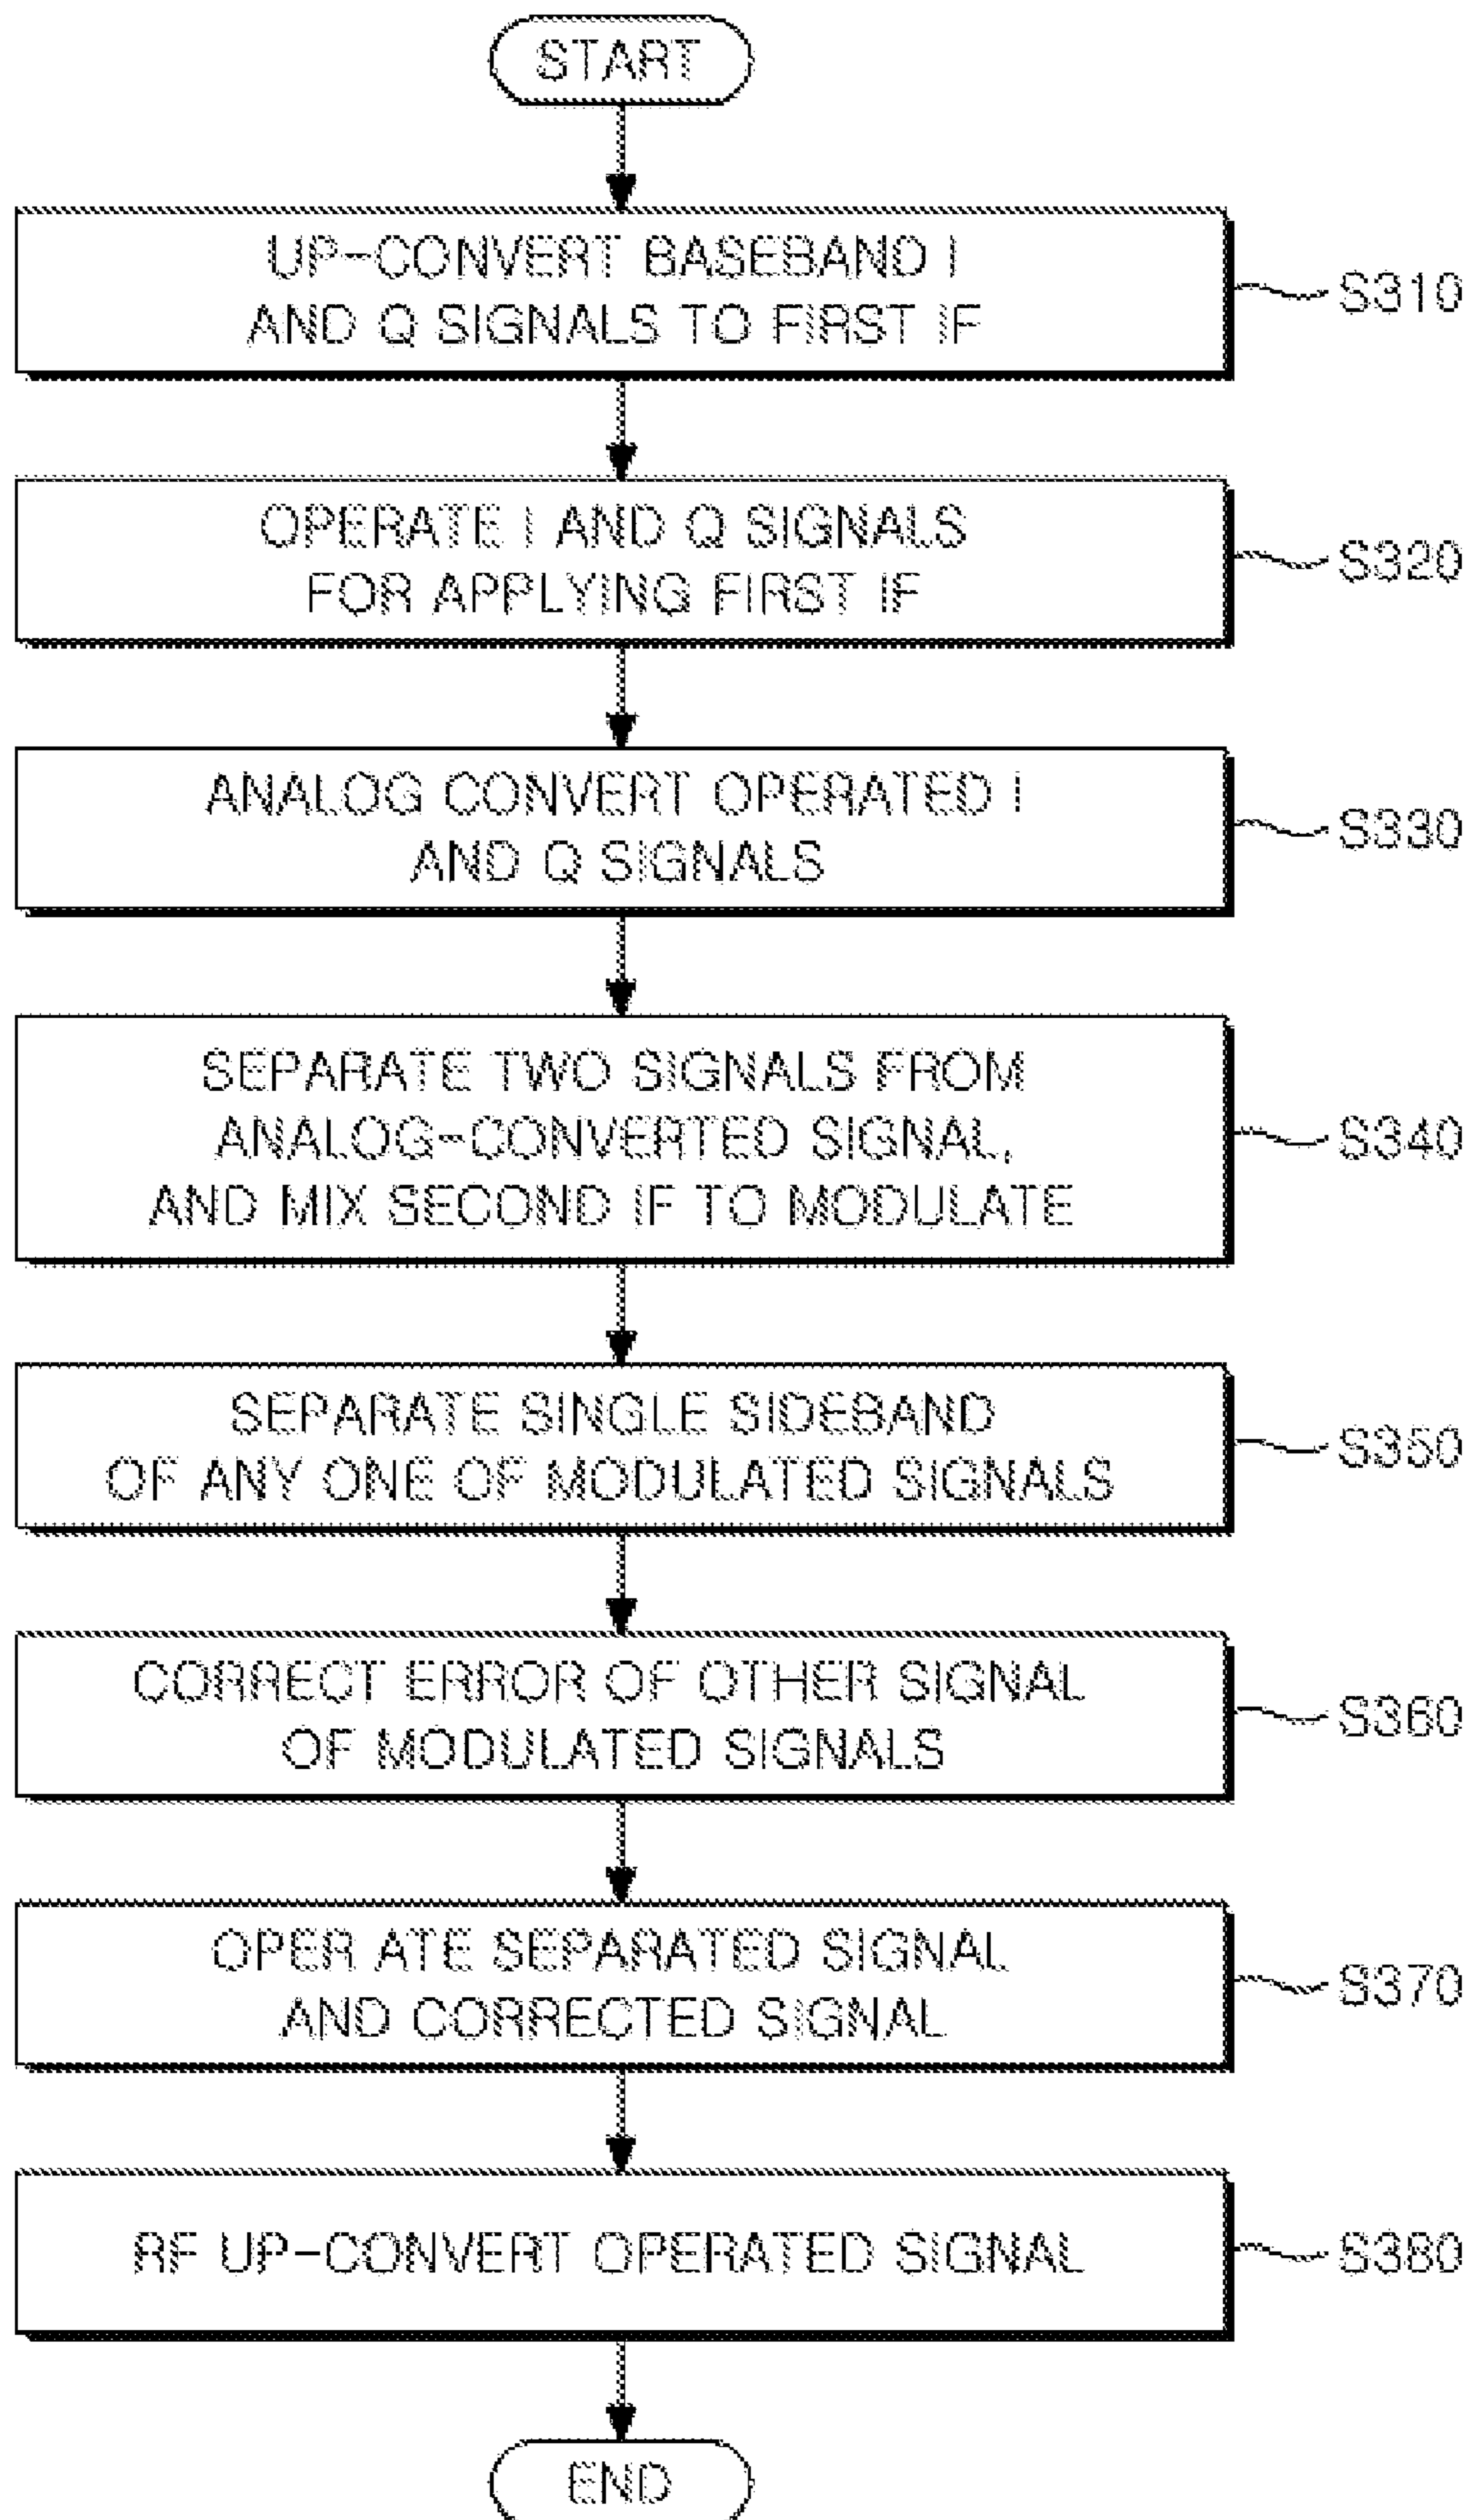 START
UP-CONVERT BASEBAND I
AND Q SIGNALS TO FIRST IF
S310
OPERATE I AND Q SIGNALS
FOR APPLYING FIRST IF
S320
ANALOG CONVERT OPERATED I
AND Q SIGNALS
S330
SEPARATE TWO SIGNALS FROM
ANALOG-CONVERTED SIGNAL,
AND MIX SECOND IF TO MODULATE
S340
SEPARATE SINGLE SIDEBAND
OF ANY ONE OF MODULATED SIGNALS
S350
CORRECT ERROR OF OTHER SIGNAL
OF MODULATED SIGNALS
S360
OPER ATE SEPARATED SIGNAL
AND CORRECTED SIGNAL
S370
RF UP-CONVERT OPERATED SIGNAL
S380
END